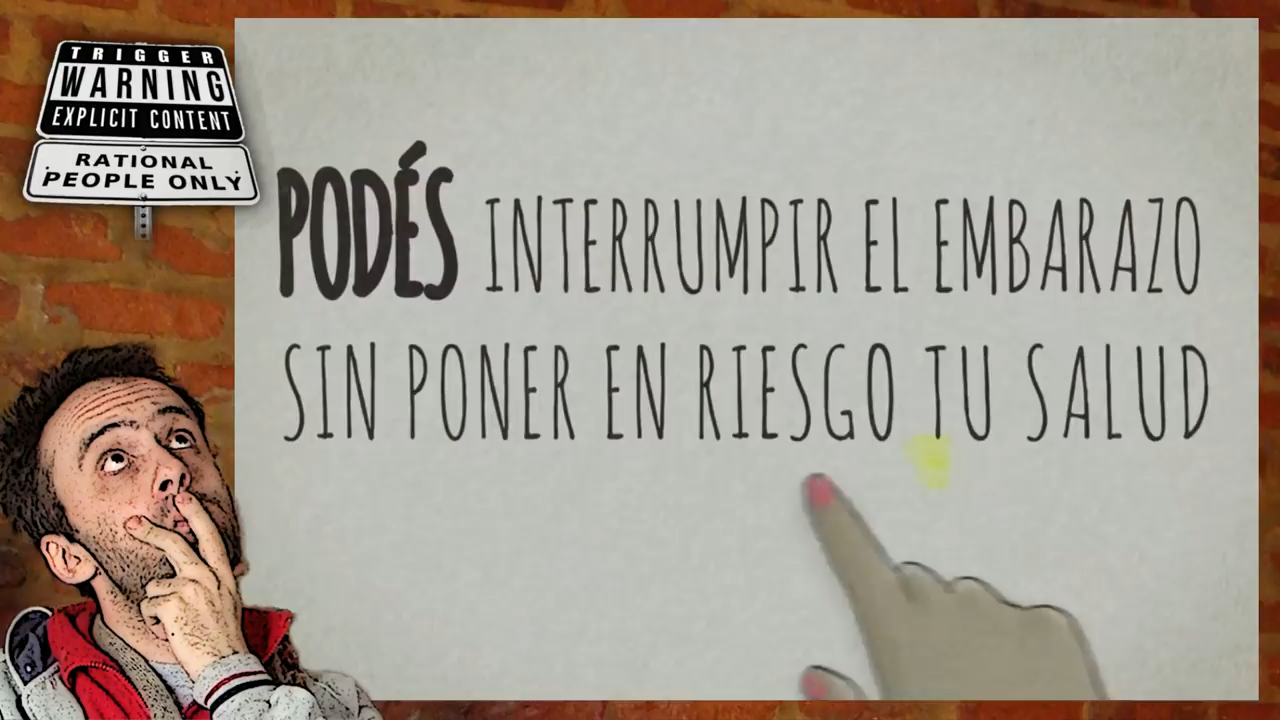 TRIGGER
WARNING
EXPLICIT CONTENT
RATIONAL
PEOPLE ONLY
PODÉS INTERRUMPIR EL EMBARAZO
SIN PONER EN RIESGO TU SALUD